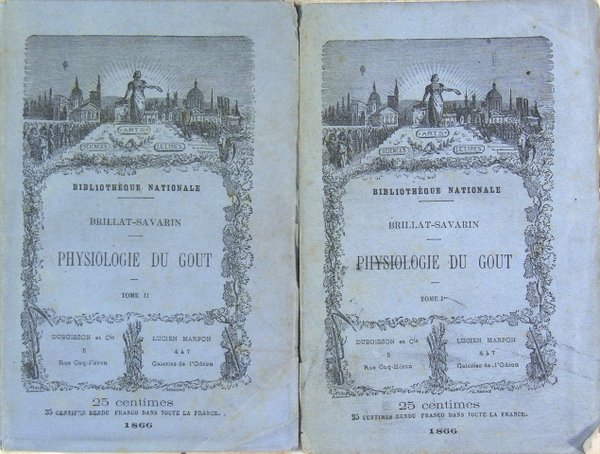 ARTS
SCIENCES
LETTRES
BIBLIOTHÈQUE NATIONALE
BRILLAT-SAVARIN
PHYSIOLOGIE DU GOUT
TOME II
DUBUISSON et Cie
5
Rue Coq-Héron
LUCIEN MARPON
4 à 7
Galeries de l'Odéon
25 centimes
35 CENTIMES RENDU FRANCO DANS TOUTE LA FRANCE.
1866
ARTS
SCIENCES
LETTRES
BIBLIOTHÈQUE NATIONALE
BRILLAT-SAVARIN
PHYSIOLOGIE DU GOUT
TOME Ier
DUBUISSON et Cie
5
Rue Coq-Héron
LUCIEN MARPON
4 à 7
Galeries de l'Odéon
25 centimes
35 CENTIMES RENDU FRANCO DANS TOUTE LA FRANCE.
1866